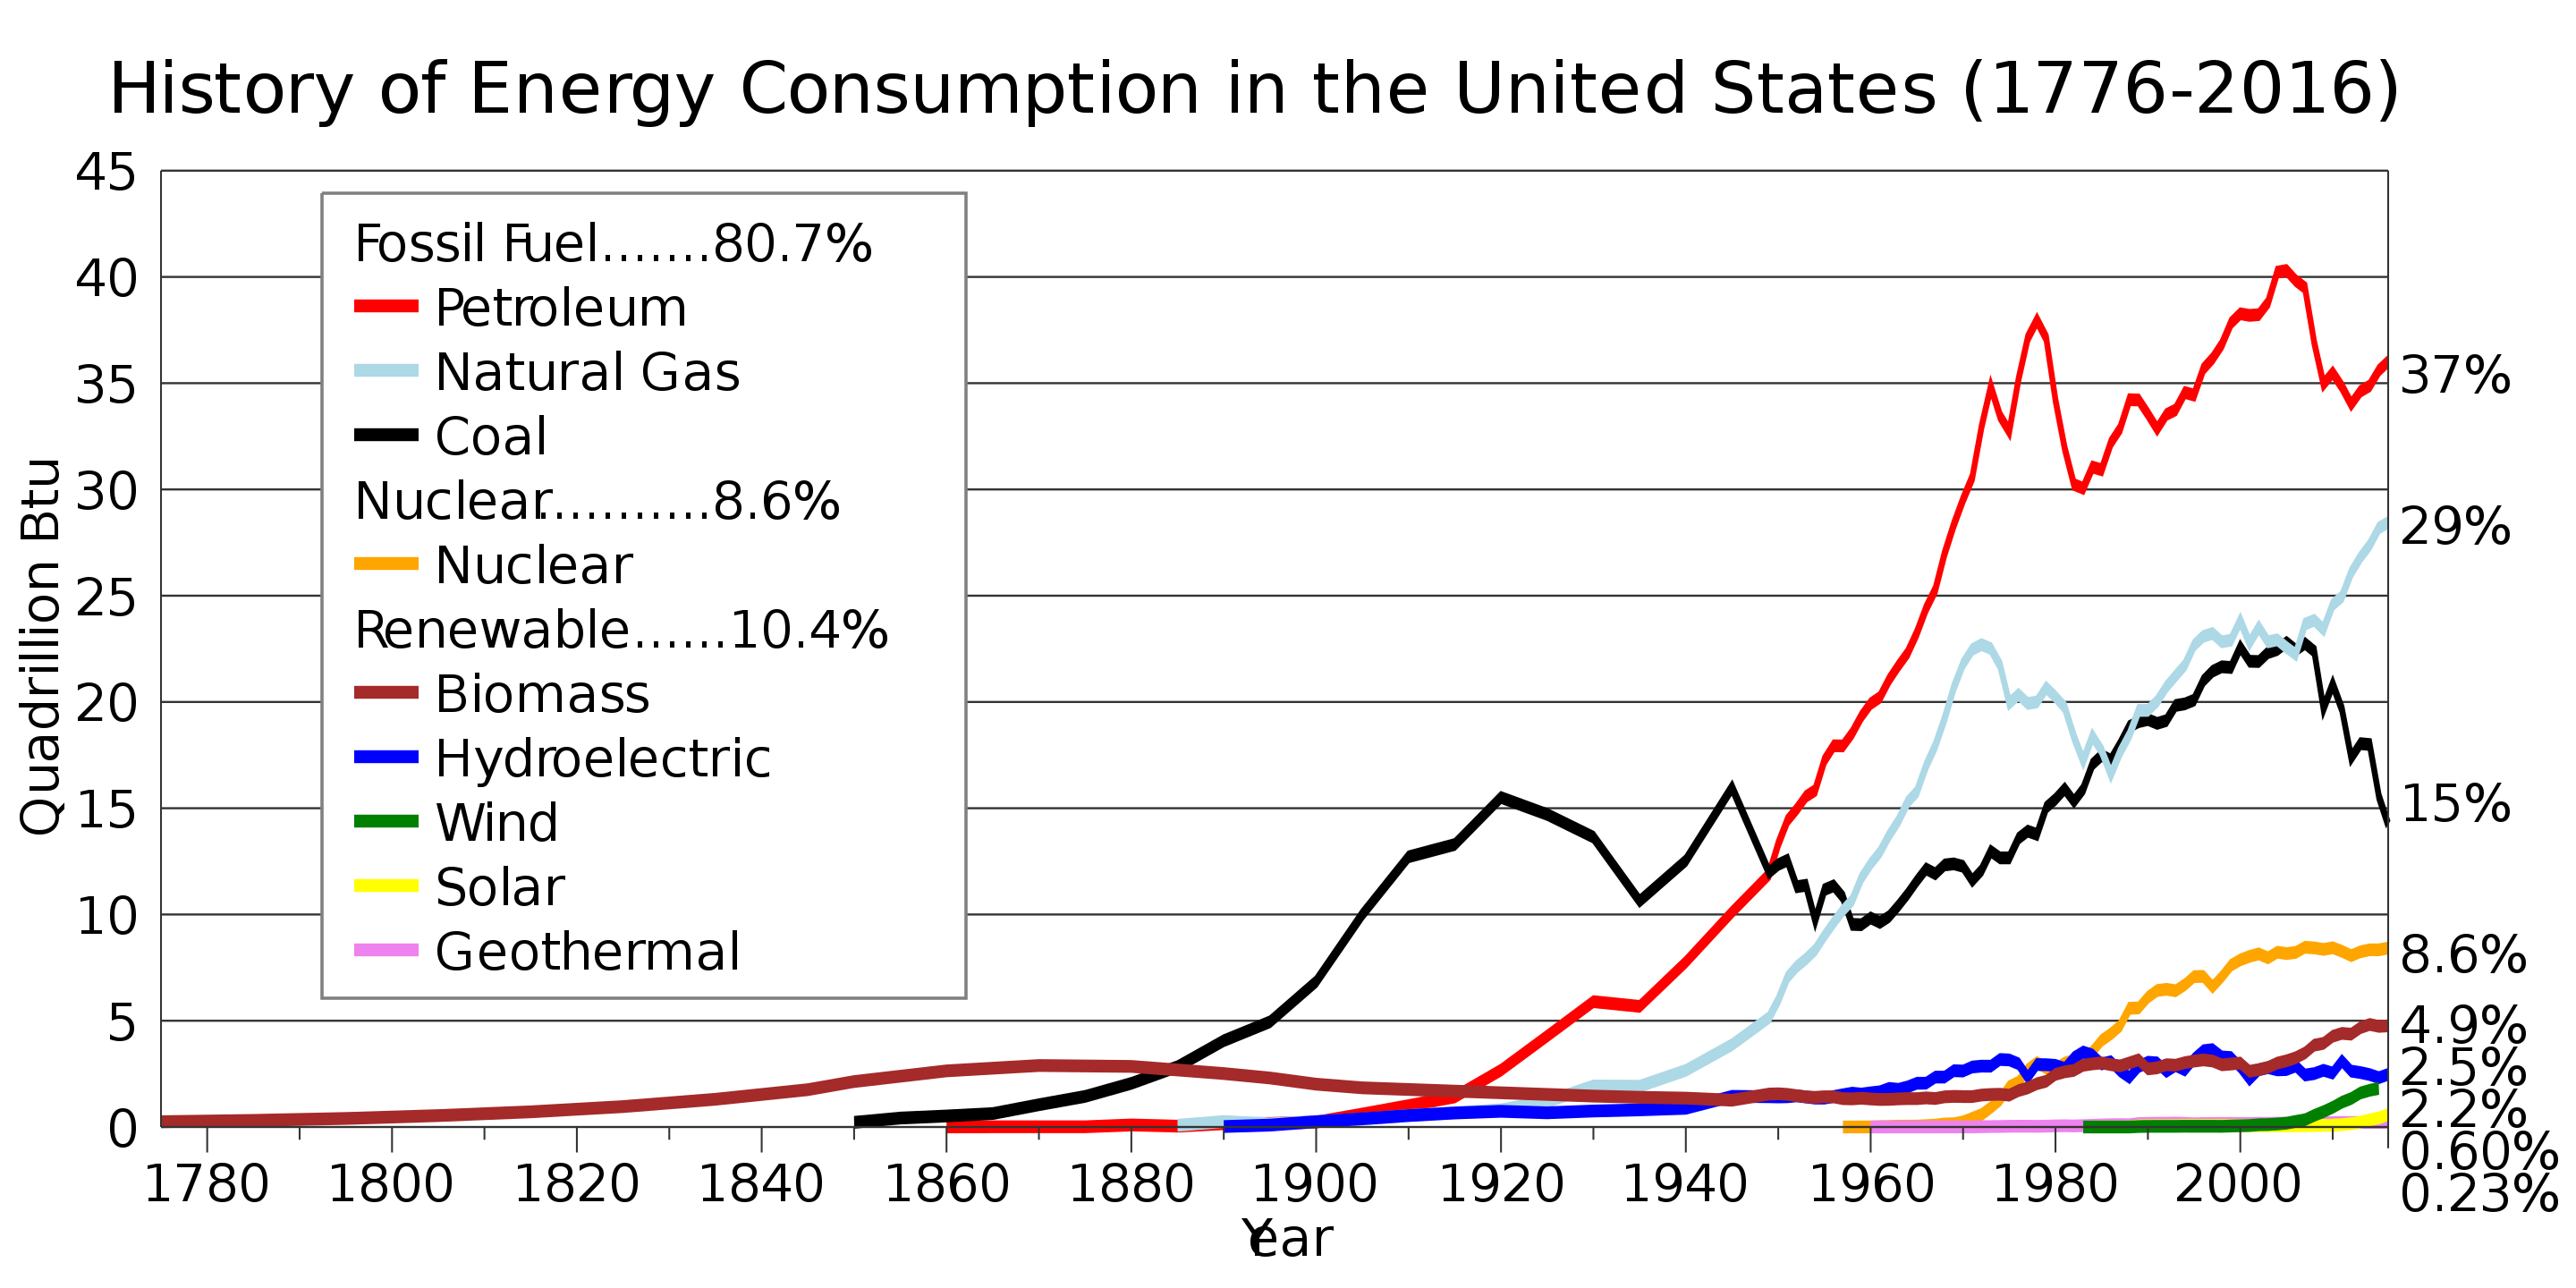 History of Energy Consumption in the United States (1776-2016)
45
40
35
30
25
20
15
10
5
0
Quadrillion Btu
Fossil Fuel.......80.7%
Petroleum
Natural Gas
Coal
Nuclear...........8.6%
Nuclear
Renewable......10.4%
Biomass
Hydroelectric
Wind
Solar
Geothermal
37%
29%
15%
8.6%
4.9%
2.5%
2.2%
0.60%
0.23%
1780 1800 1820 1840 1860 1880 1900 1920 1940 1960 1980 2000
Year